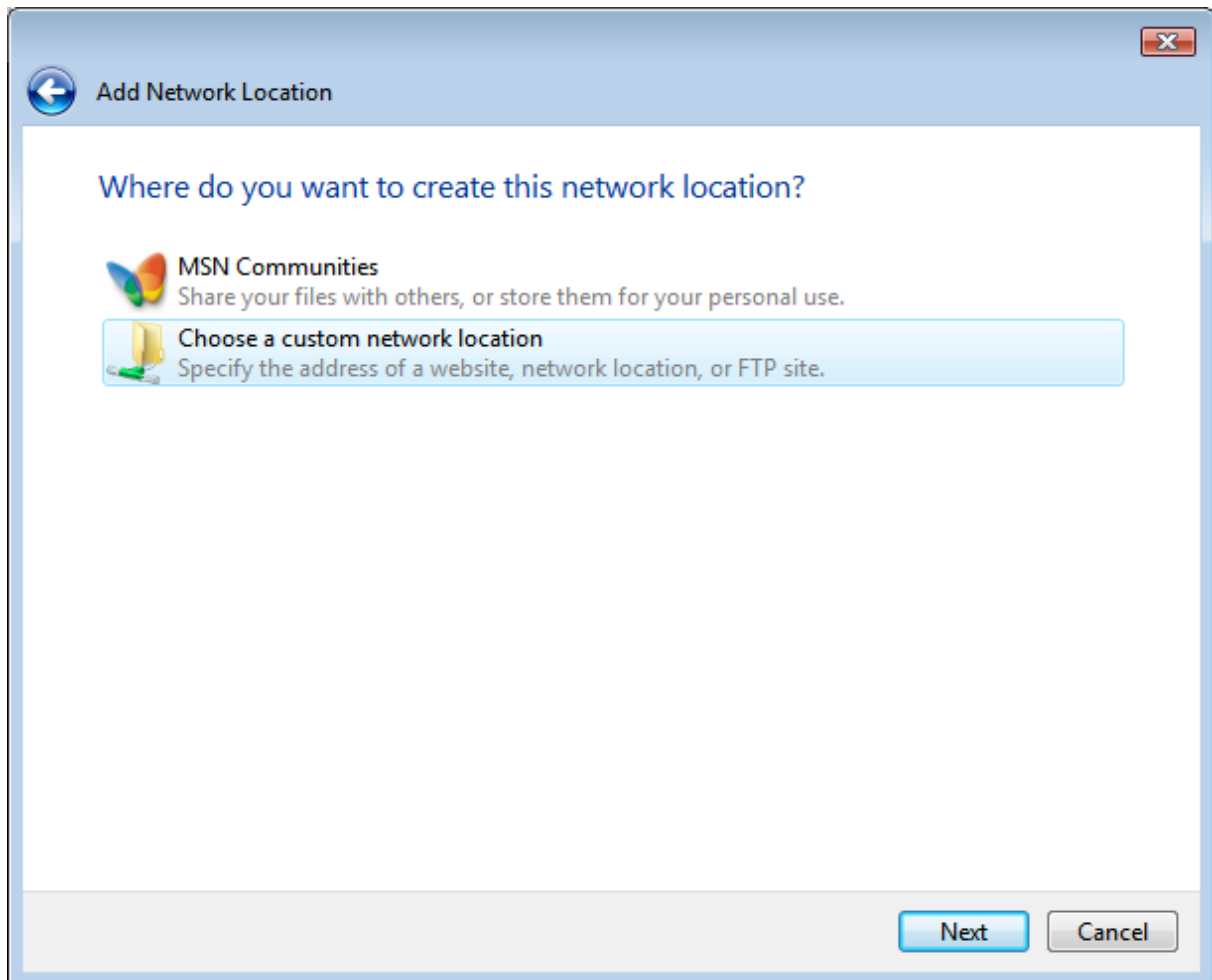 Add Network Location
Where do you want to create this network location?
MSN Communities
Share your files with others, or store them for your personal use.
Choose a custom network location
Specify the address of a website, network location, or FTP site.
Next
Cancel